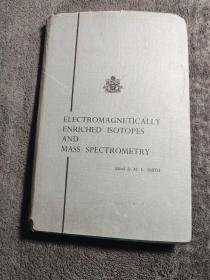 ELECTROMAGNETICALLY
ENRICHED ISOTOPES
AND
MASS SPECTROMETRY
Edited by M. L. SMITH